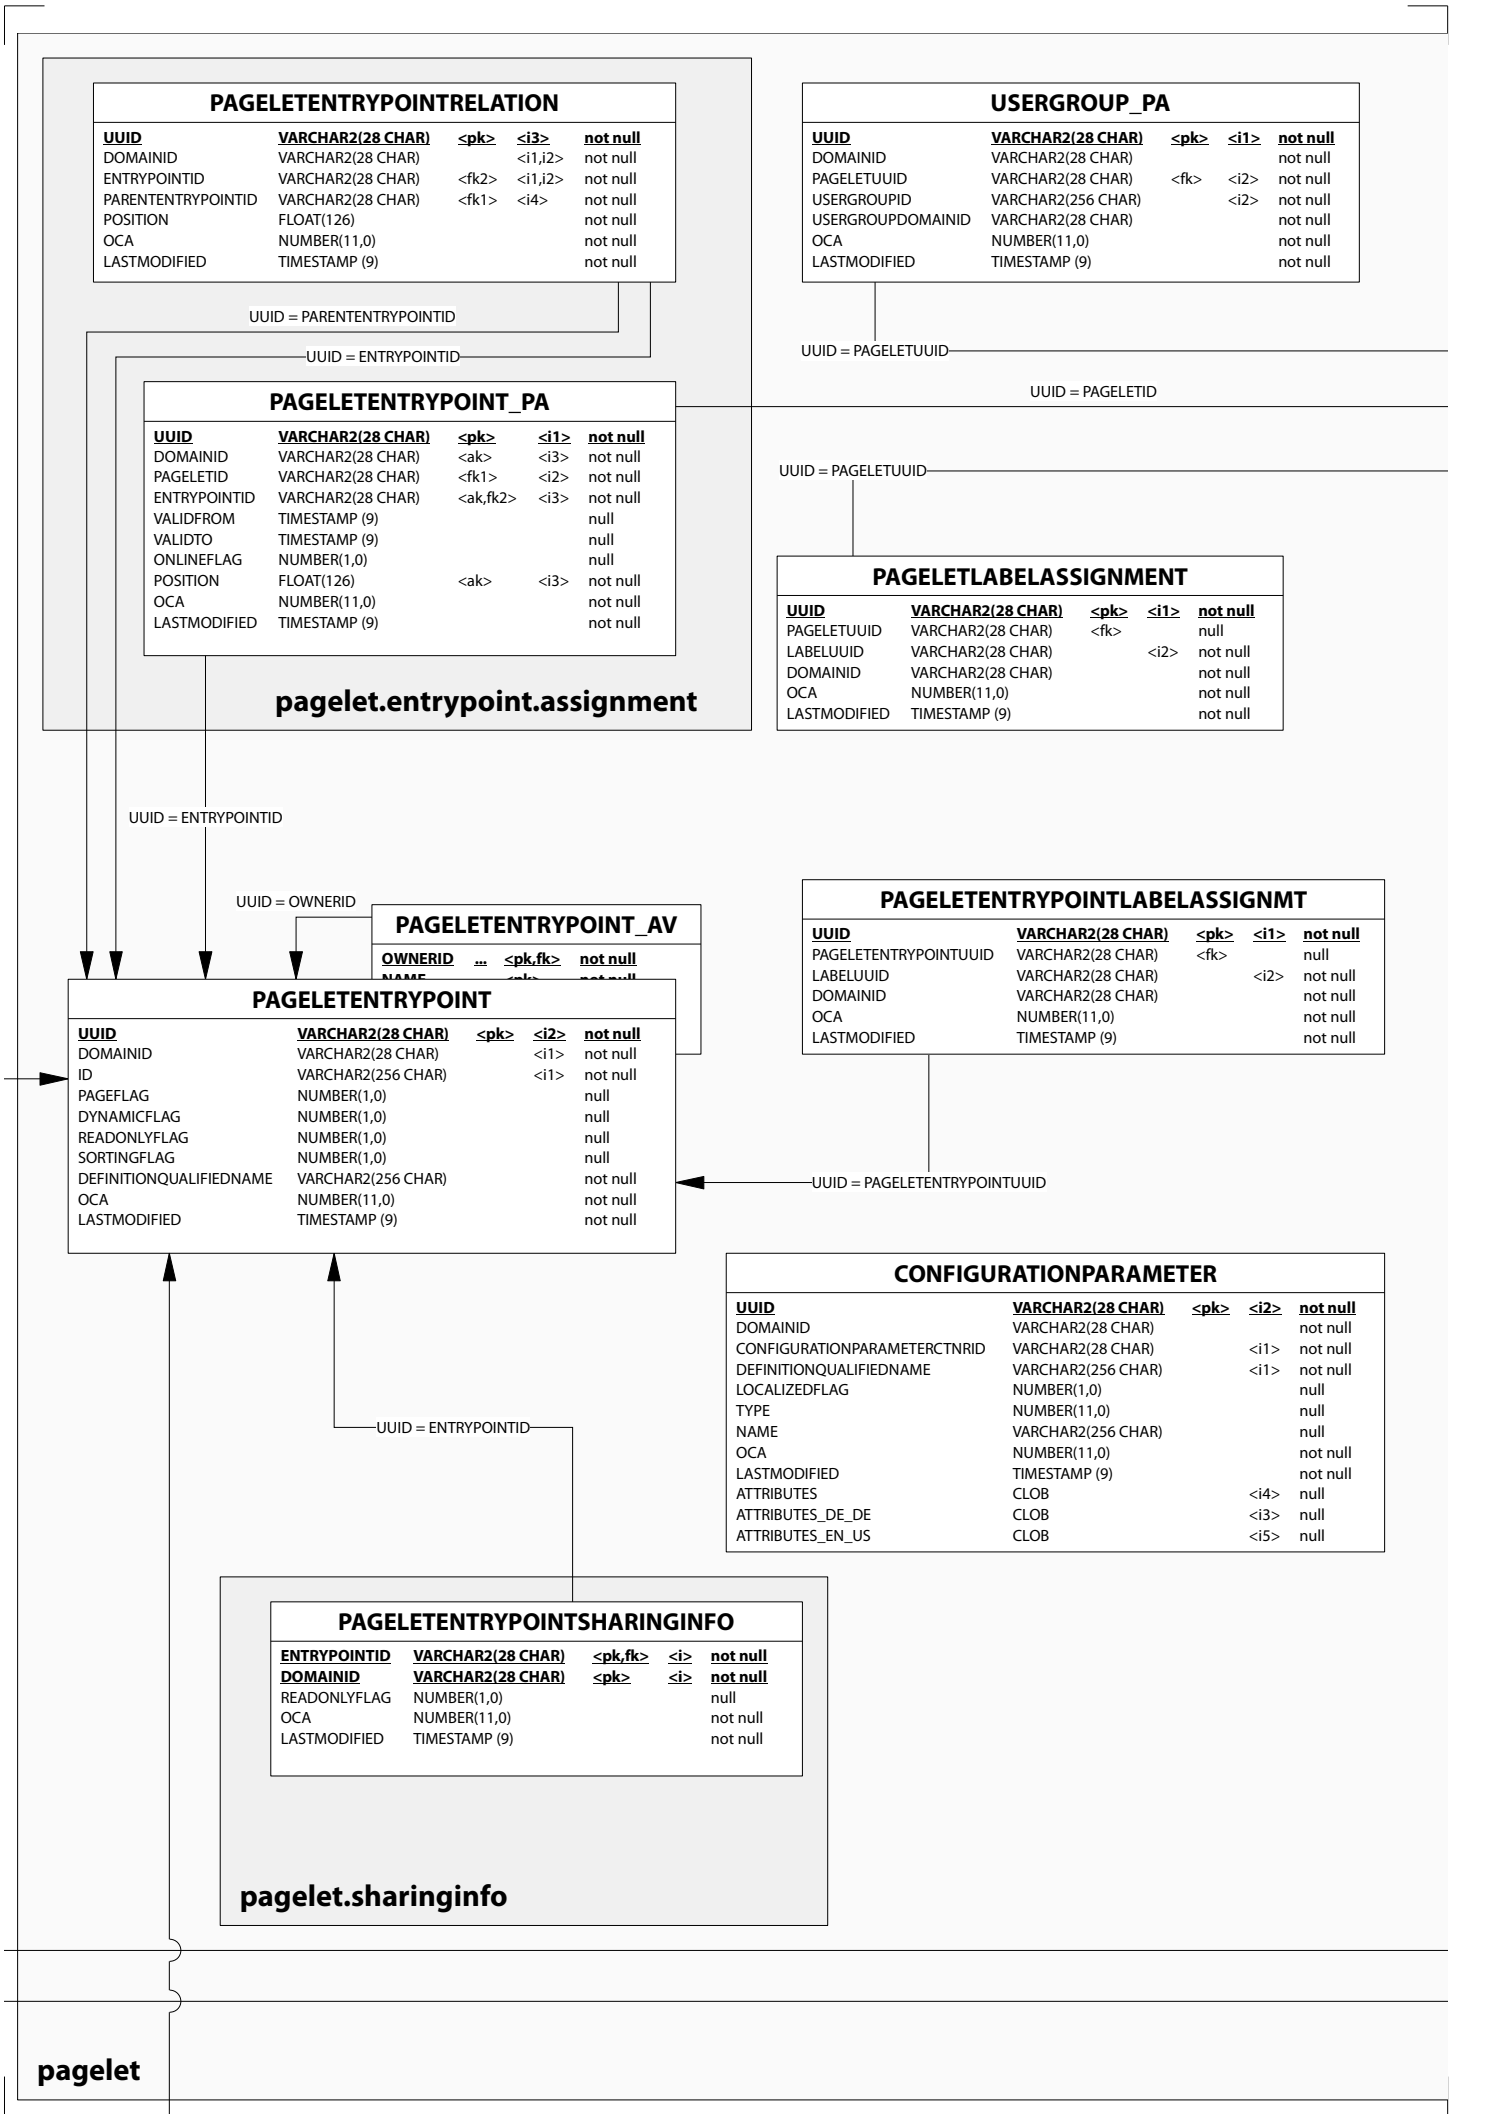 PAGELETENTRYPOINTRELATION
UUID VARCHAR2(28 CHAR) <pk> <i3> not null
DOMAINID VARCHAR2(28 CHAR) <i1,i2> not null
ENTRYPOINTID VARCHAR2(28 CHAR) <fk2> <i1,i2> not null
PARENTENTRYPOINTID VARCHAR2(28 CHAR) <fk1> <i4> not null
POSITION FLOAT(126) not null
OCA NUMBER(11,0) not null
LASTMODIFIED TIMESTAMP (9) not null
USERGROUP_PA
UUID VARCHAR2(28 CHAR) <pk> <i1> not null
DOMAINID VARCHAR2(28 CHAR) not null
PAGELETUUID VARCHAR2(28 CHAR) <fk> <i2> not null
USERGROUPID VARCHAR2(256 CHAR) <i2> not null
USERGROUPDOMAINID VARCHAR2(28 CHAR) not null
OCA NUMBER(11,0) not null
LASTMODIFIED TIMESTAMP (9) not null
UUID = PARENTENTRYPOINTID
UUID = ENTRYPOINTID
UUID = PAGELETUUID
UUID = PAGELETID
PAGELETENTRYPOINT_PA
UUID VARCHAR2(28 CHAR) <pk> <i1> not null
DOMAINID VARCHAR2(28 CHAR) <ak> <i3> not null
PAGELETID VARCHAR2(28 CHAR) <fk1> <i2> not null
ENTRYPOINTID VARCHAR2(28 CHAR) <ak,fk2> <i3> not null
VALIDFROM TIMESTAMP (9) null
VALIDTO TIMESTAMP (9) null
ONLINEFLAG NUMBER(1,0) null
POSITION FLOAT(126) <ak> <i3> not null
OCA NUMBER(11,0) not null
LASTMODIFIED TIMESTAMP (9) not null
pagelet.entrypoint.assignment
UUID = PAGELETUUID
PAGELETLABELASSIGNMENT
UUID VARCHAR2(28 CHAR) <pk> <i1> not null
PAGELETUUID VARCHAR2(28 CHAR) <fk> null
LABELUUID VARCHAR2(28 CHAR) <i2> not null
DOMAINID VARCHAR2(28 CHAR) not null
OCA NUMBER(11,0) not null
LASTMODIFIED TIMESTAMP (9) not null
UUID = ENTRYPOINTID
UUID = OWNERID
PAGELETENTRYPOINT_AV
OWNERID ... <pk,fk> not null
NAME <pk> not null
PAGELETENTRYPOINT
UUID VARCHAR2(28 CHAR) <pk> <i2> not null
DOMAINID VARCHAR2(28 CHAR) <i1> not null
ID VARCHAR2(256 CHAR) <i1> not null
PAGEFLAG NUMBER(1,0) null
DYNAMICFLAG NUMBER(1,0) null
READONLYFLAG NUMBER(1,0) null
SORTINGFLAG NUMBER(1,0) null
DEFINITIONQUALIFIEDNAME VARCHAR2(256 CHAR) not null
OCA NUMBER(11,0) not null
LASTMODIFIED TIMESTAMP (9) not null
PAGELETENTRYPOINTLABELASSIGNMT
UUID VARCHAR2(28 CHAR) <pk> <i1> not null
PAGELETENTRYPOINTUUID VARCHAR2(28 CHAR) <fk> null
LABELUUID VARCHAR2(28 CHAR) <i2> not null
DOMAINID VARCHAR2(28 CHAR) not null
OCA NUMBER(11,0) not null
LASTMODIFIED TIMESTAMP (9) not null
UUID = PAGELETENTRYPOINTUUID
CONFIGURATIONPARAMETER
UUID VARCHAR2(28 CHAR) <pk> <i2> not null
DOMAINID VARCHAR2(28 CHAR) not null
CONFIGURATIONPARAMETERCTNRID VARCHAR2(28 CHAR) <i1> not null
DEFINITIONQUALIFIEDNAME VARCHAR2(256 CHAR) <i1> not null
LOCALIZEDFLAG NUMBER(1,0) null
TYPE NUMBER(11,0) null
NAME VARCHAR2(256 CHAR) null
OCA NUMBER(11,0) not null
LASTMODIFIED TIMESTAMP (9) not null
ATTRIBUTES CLOB <i4> null
ATTRIBUTES_DE_DE CLOB <i3> null
ATTRIBUTES_EN_US CLOB <i5> null
UUID = ENTRYPOINTID
PAGELETENTRYPOINTSHARINGINFO
ENTRYPOINTID VARCHAR2(28 CHAR) <pk,fk> <i> not null
DOMAINID VARCHAR2(28 CHAR) <pk> <i> not null
READONLYFLAG NUMBER(1,0) null
OCA NUMBER(11,0) not null
LASTMODIFIED TIMESTAMP (9) not null
pagelet.sharinginfo
pagelet